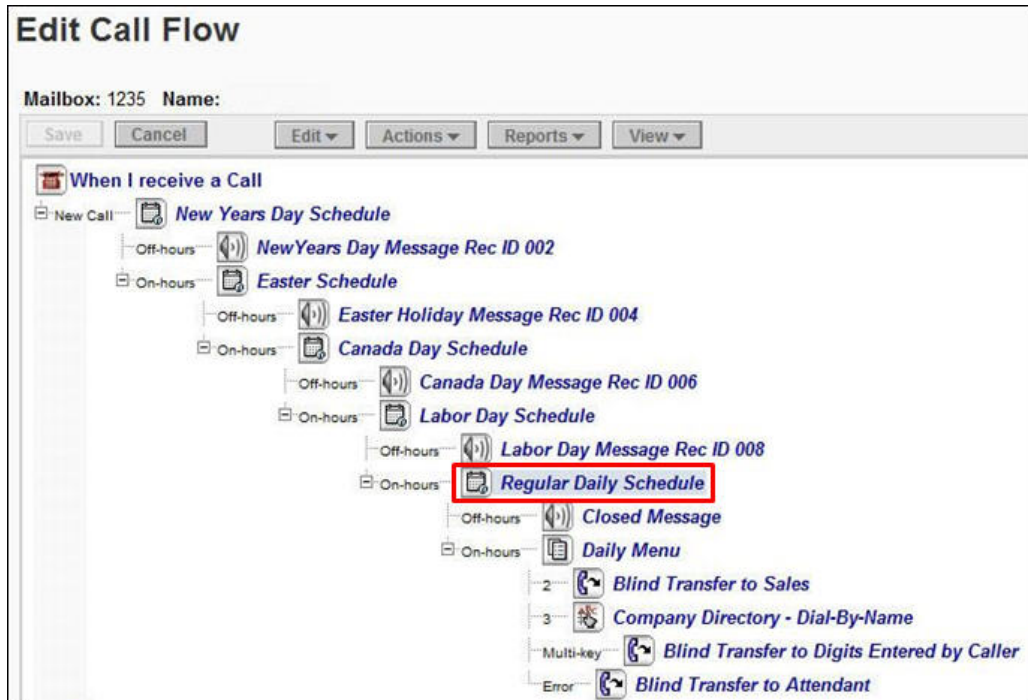 Edit Call Flow
Mailbox: 1235 Name:
Save Cancel Edit Actions Reports View
When I receive a Call
New Call New Years Day Schedule
Off-hours NewYears Day Message Rec ID 002
On-hours Easter Schedule
Off-hours Easter Holiday Message Rec ID 004
On-hours Canada Day Schedule
Off-hours Canada Day Message Rec ID 006
On-hours Labor Day Schedule
Off-hours Labor Day Message Rec ID 008
On-hours Regular Daily Schedule
Off-hours Closed Message
On-hours Daily Menu
2 Blind Transfer to Sales
3 Company Directory - Dial-By-Name
Multi-key Blind Transfer to Digits Entered by Caller
Error Blind Transfer to Attendant